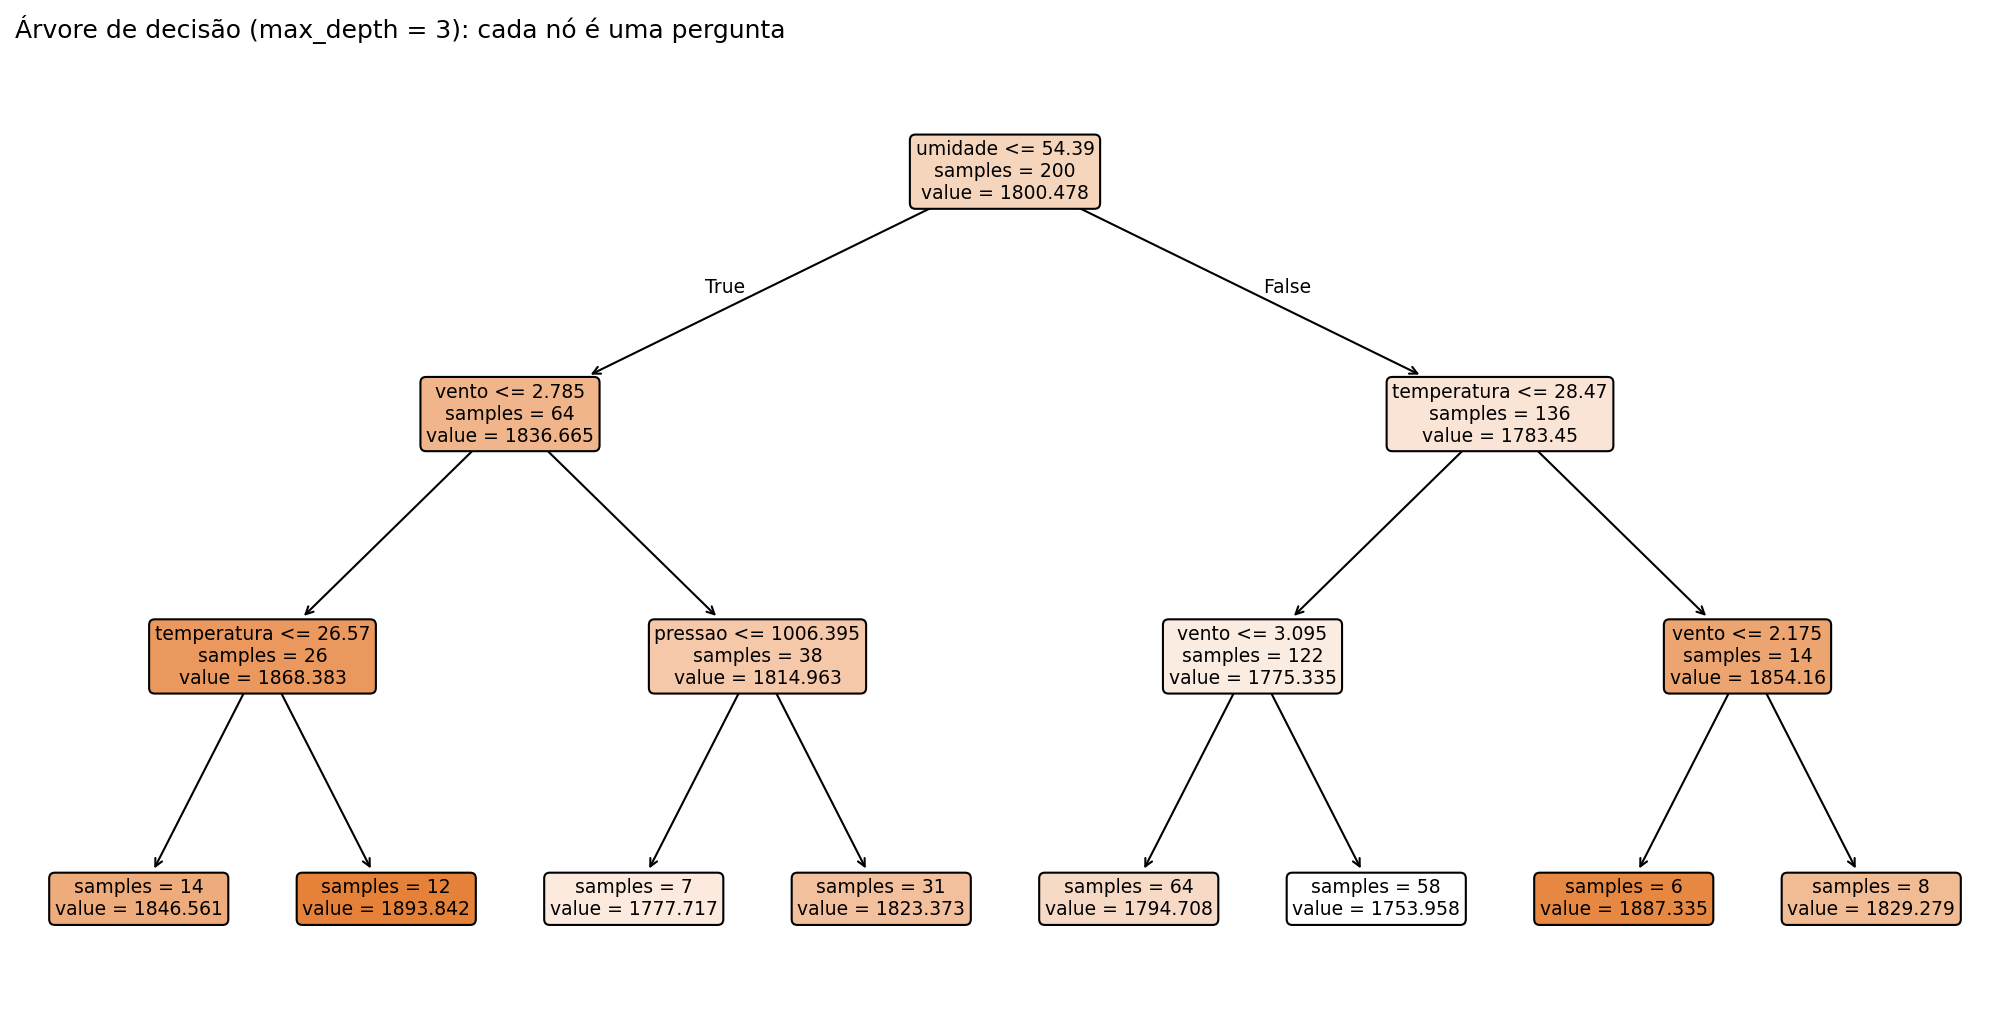 Árvore de decisão (max_depth = 3): cada nó é uma pergunta
umidade <= 54.39
samples = 200
value = 1800.478
True
False
vento <= 2.785
samples = 64
value = 1836.665
temperatura <= 28.47
samples = 136
value = 1783.45
temperatura <= 26.57
samples = 26
value = 1868.383
pressao <= 1006.395
samples = 38
value = 1814.963
vento <= 3.095
samples = 122
value = 1775.335
vento <= 2.175
samples = 14
value = 1854.16
samples = 14
value = 1846.561
samples = 12
value = 1893.842
samples = 7
value = 1777.717
samples = 31
value = 1823.373
samples = 64
value = 1794.708
samples = 58
value = 1753.958
samples = 6
value = 1887.335
samples = 8
value = 1829.279